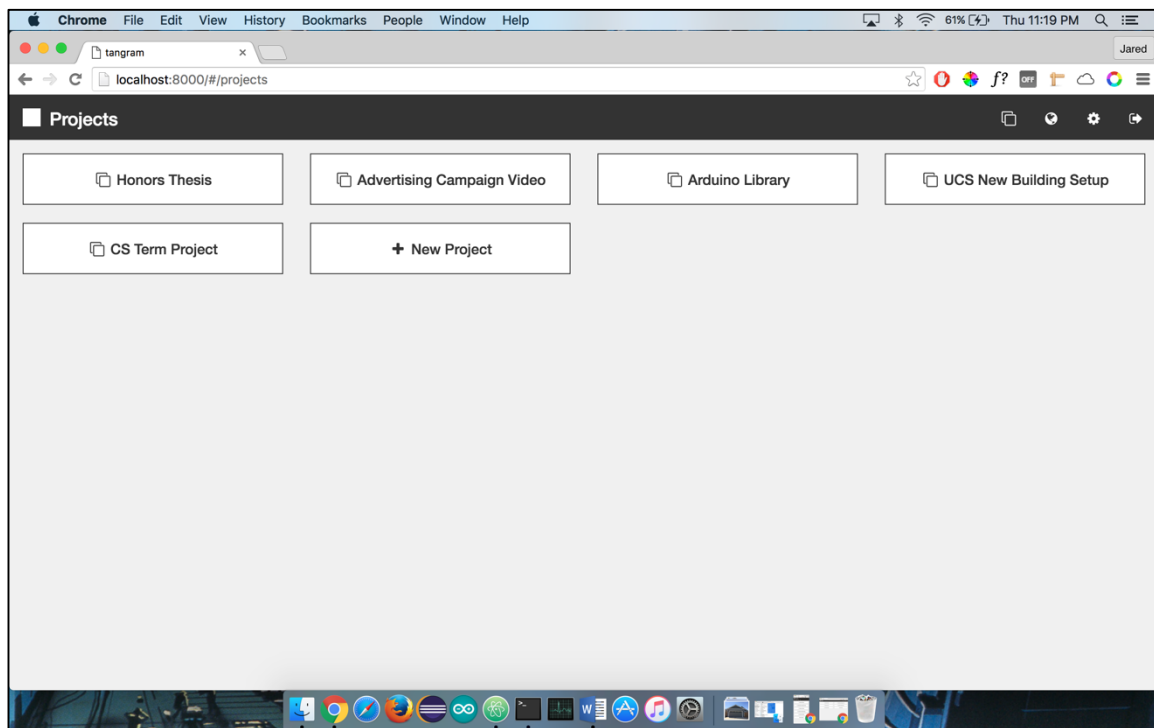 Chrome File Edit View History Bookmarks People Window Help 61% Thu 11:19 PM
tangram Jared
localhost:8000/#/projects f? OFF
Projects
Honors Thesis Advertising Campaign Video Arduino Library UCS New Building Setup
CS Term Project + New Project